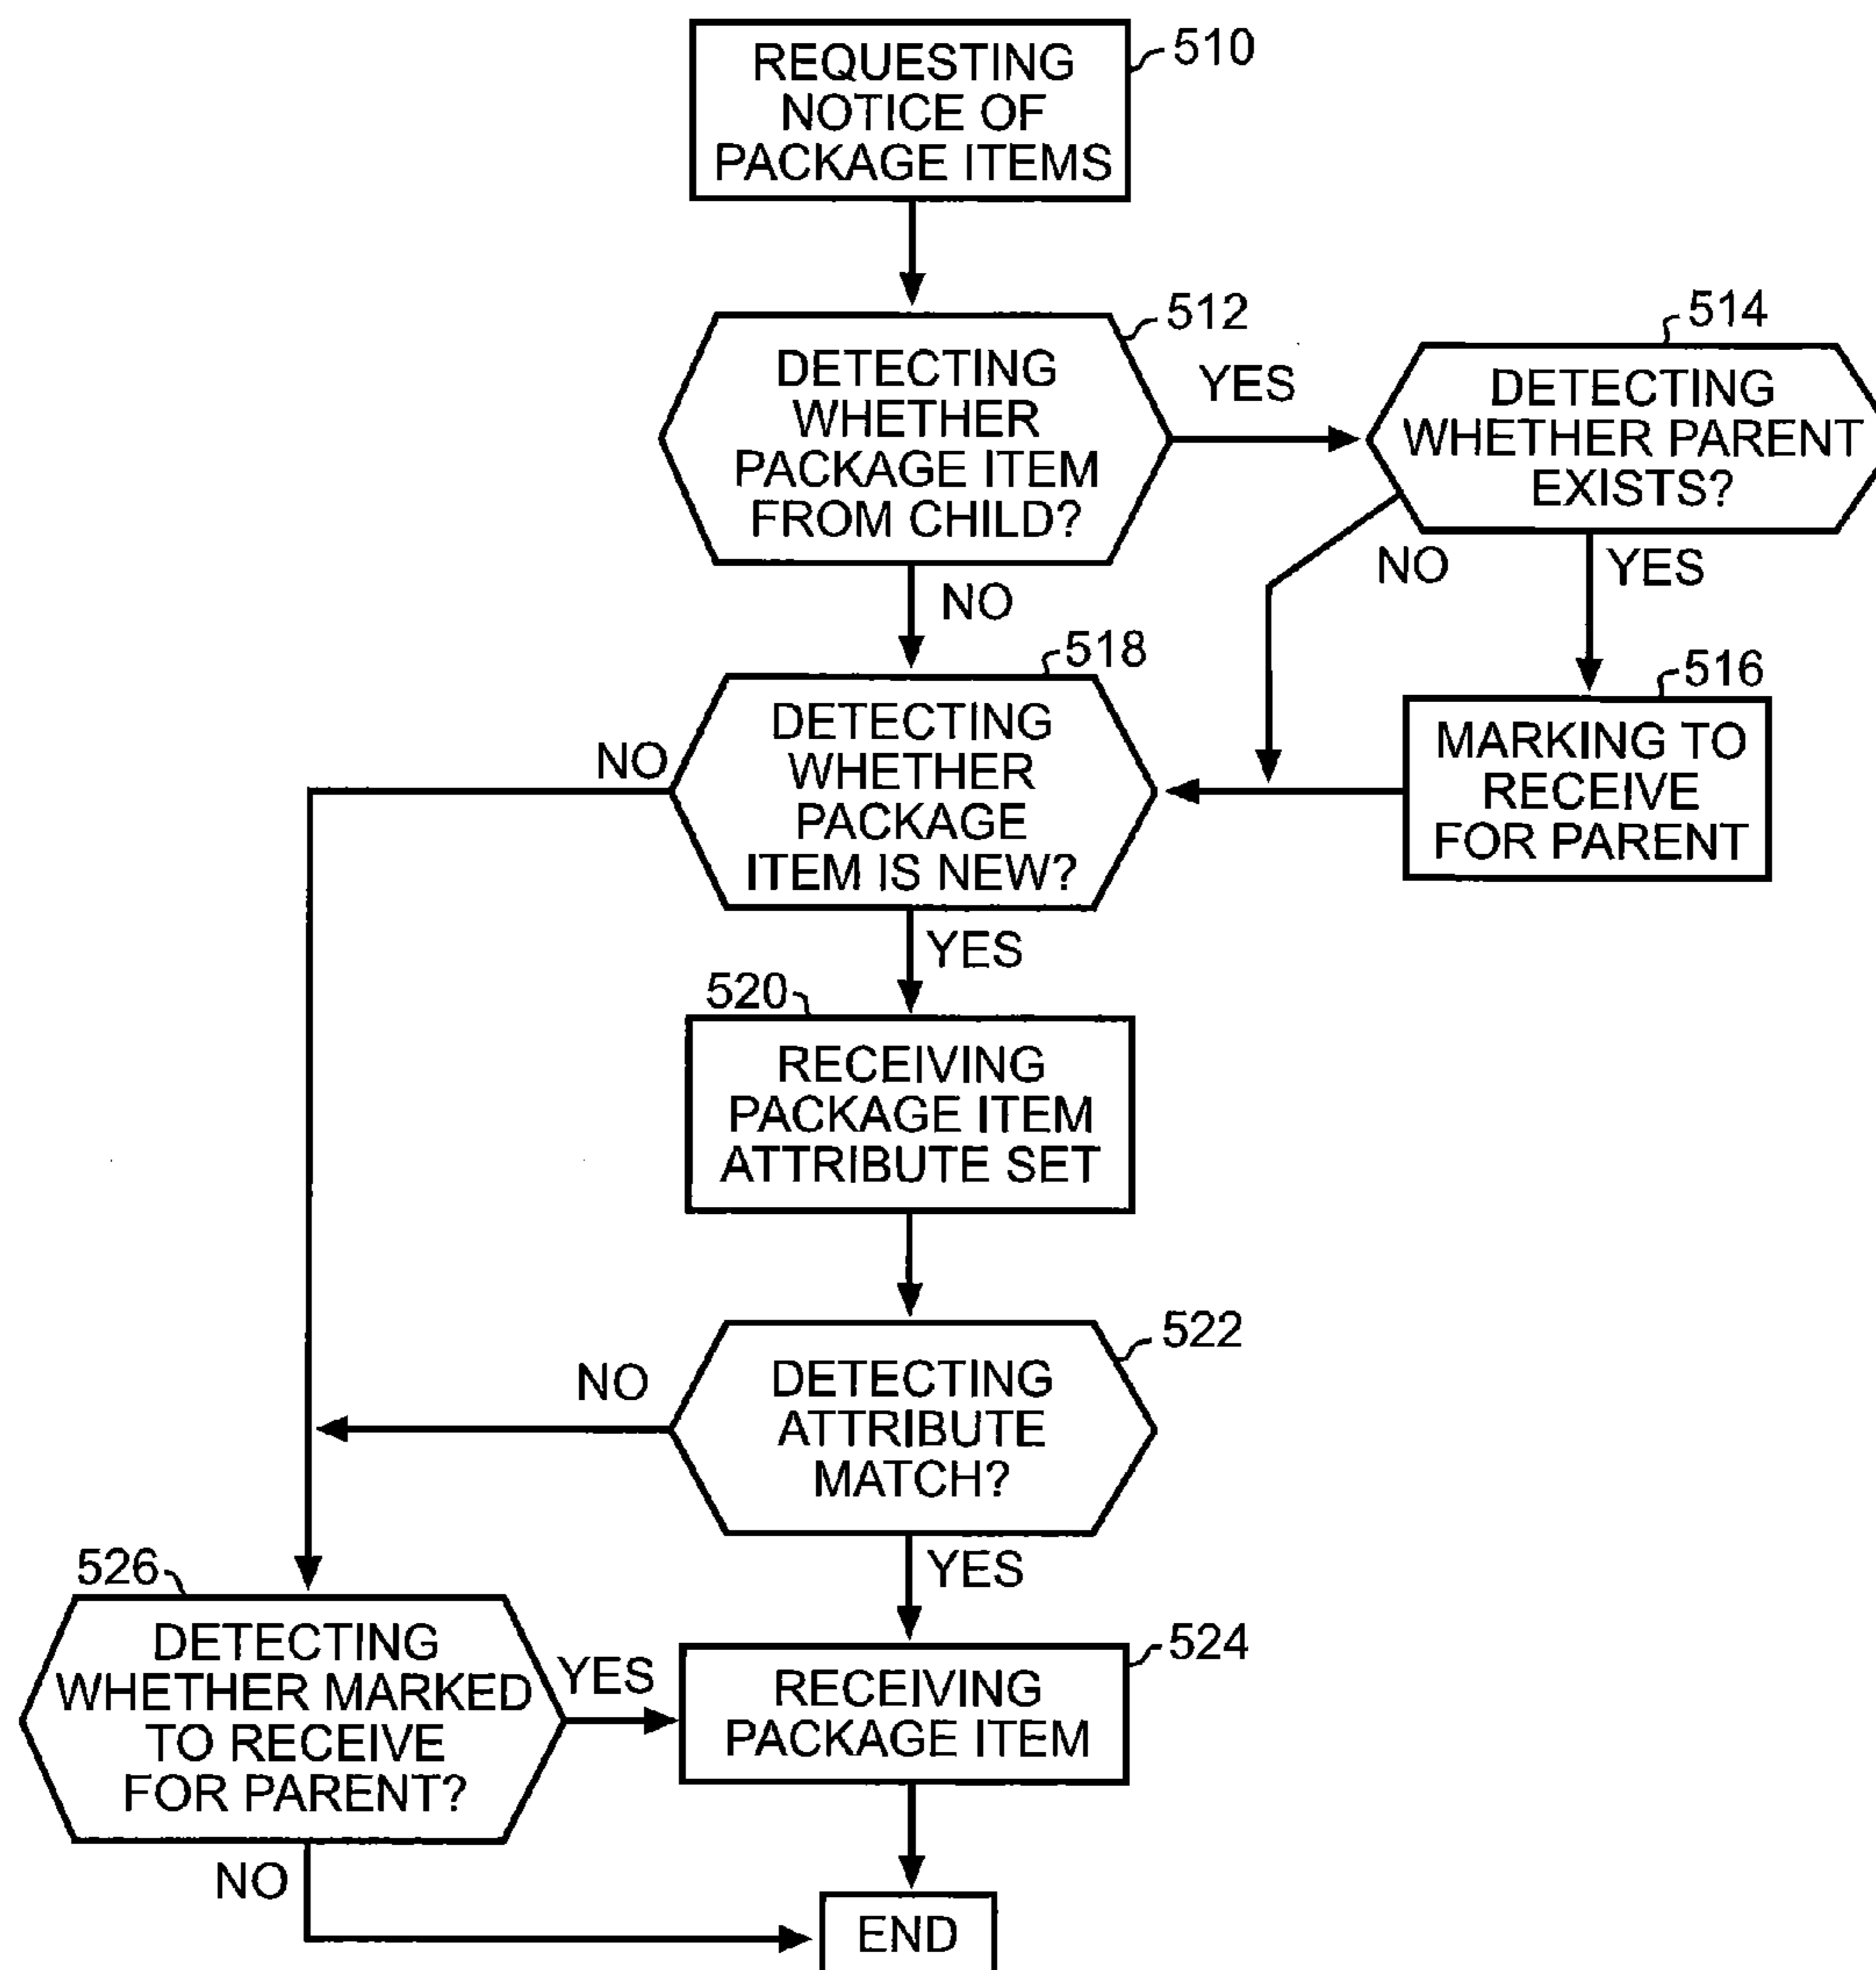 REQUESTING
NOTICE OF
PACKAGE ITEMS
510
DETECTING
WHETHER
PACKAGE ITEM
FROM CHILD?
512
YES
NO
DETECTING
WHETHER PARENT
EXISTS?
514
NO
YES
MARKING TO
RECEIVE
FOR PARENT
516
DETECTING
WHETHER
PACKAGE
ITEM IS NEW?
518
NO
YES
520
RECEIVING
PACKAGE ITEM
ATTRIBUTE SET
DETECTING
ATTRIBUTE
MATCH?
522
NO
YES
526
DETECTING
WHETHER MARKED
TO RECEIVE
FOR PARENT?
YES
NO
RECEIVING
PACKAGE ITEM
524
END